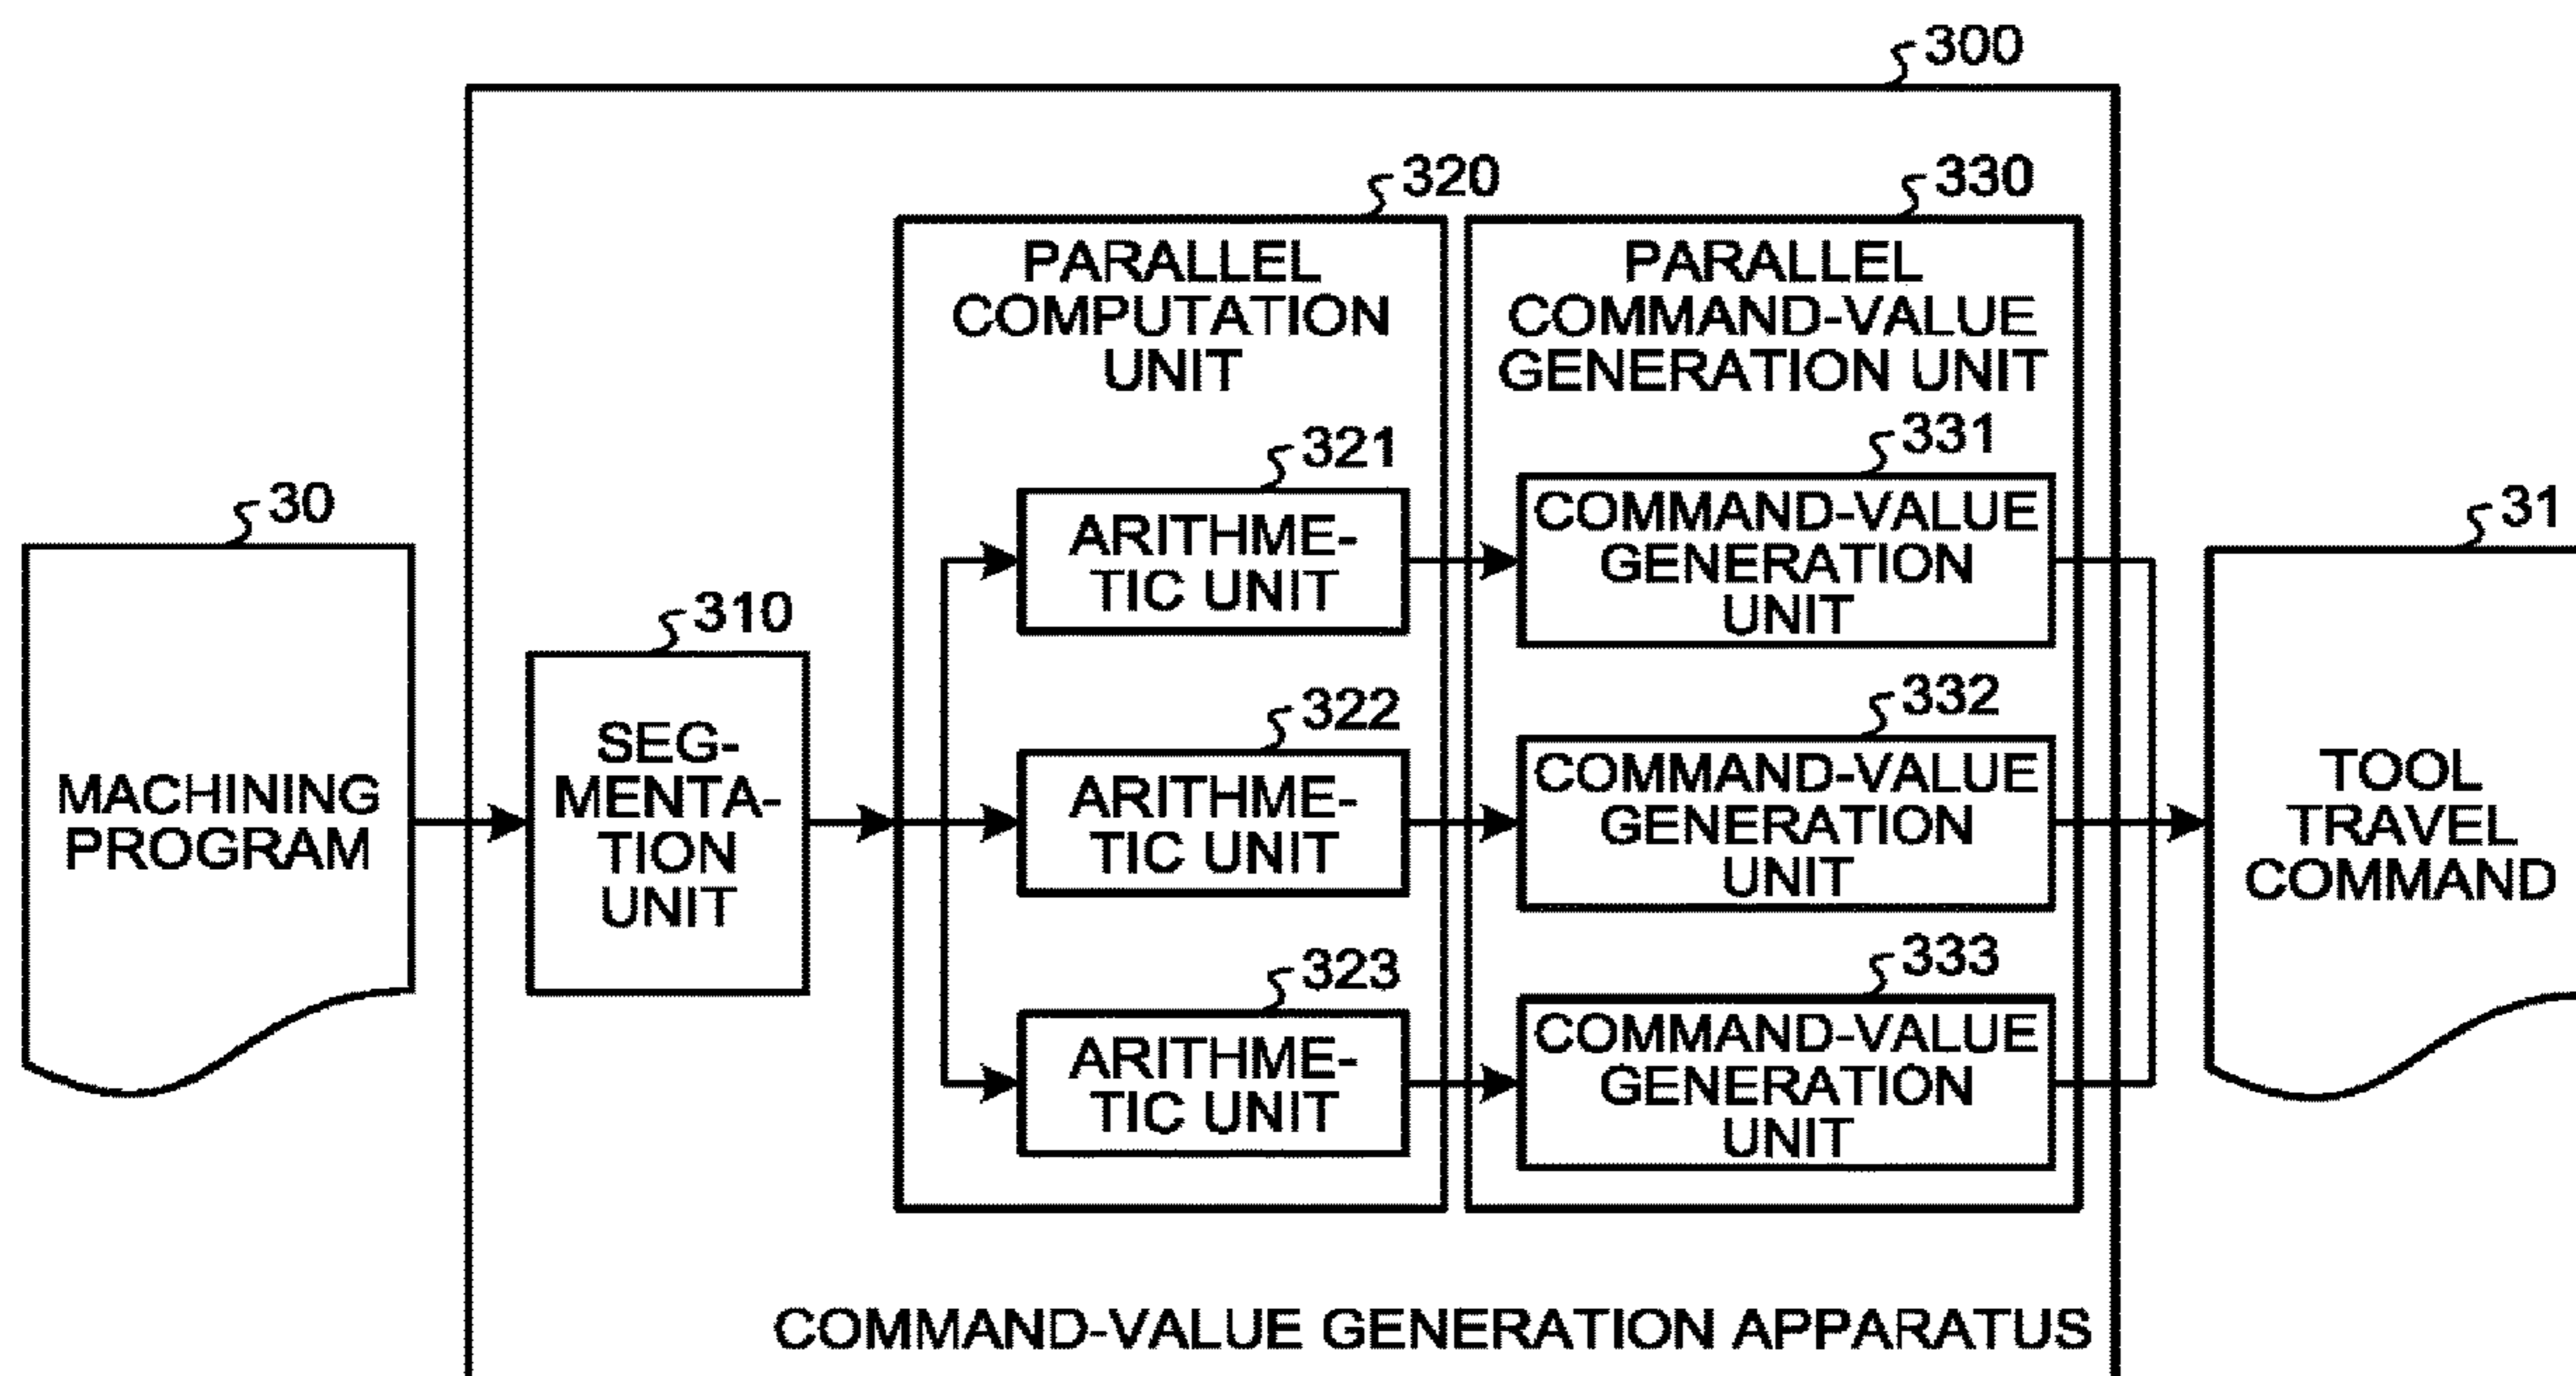 300
320
330
PARALLEL
COMPUTATION
UNIT
PARALLEL
COMMAND-VALUE
GENERATION UNIT
321
331
30
ARITHME-
TIC UNIT
COMMAND-VALUE
GENERATION
UNIT
31
310
322
332
MACHINING
PROGRAM
SEG-
MENTA-
TION
UNIT
ARITHME-
TIC UNIT
COMMAND-VALUE
GENERATION
UNIT
TOOL
TRAVEL
COMMAND
323
333
ARITHME-
TIC UNIT
COMMAND-VALUE
GENERATION
UNIT
COMMAND-VALUE GENERATION APPARATUS